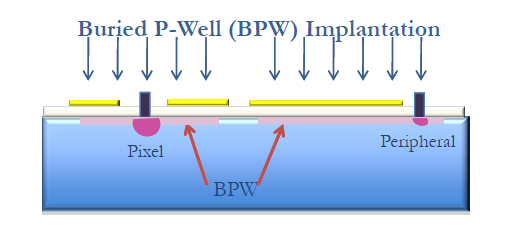 Buried P-Well (BPW) Implantation
Peripheral
Pixel
BPW